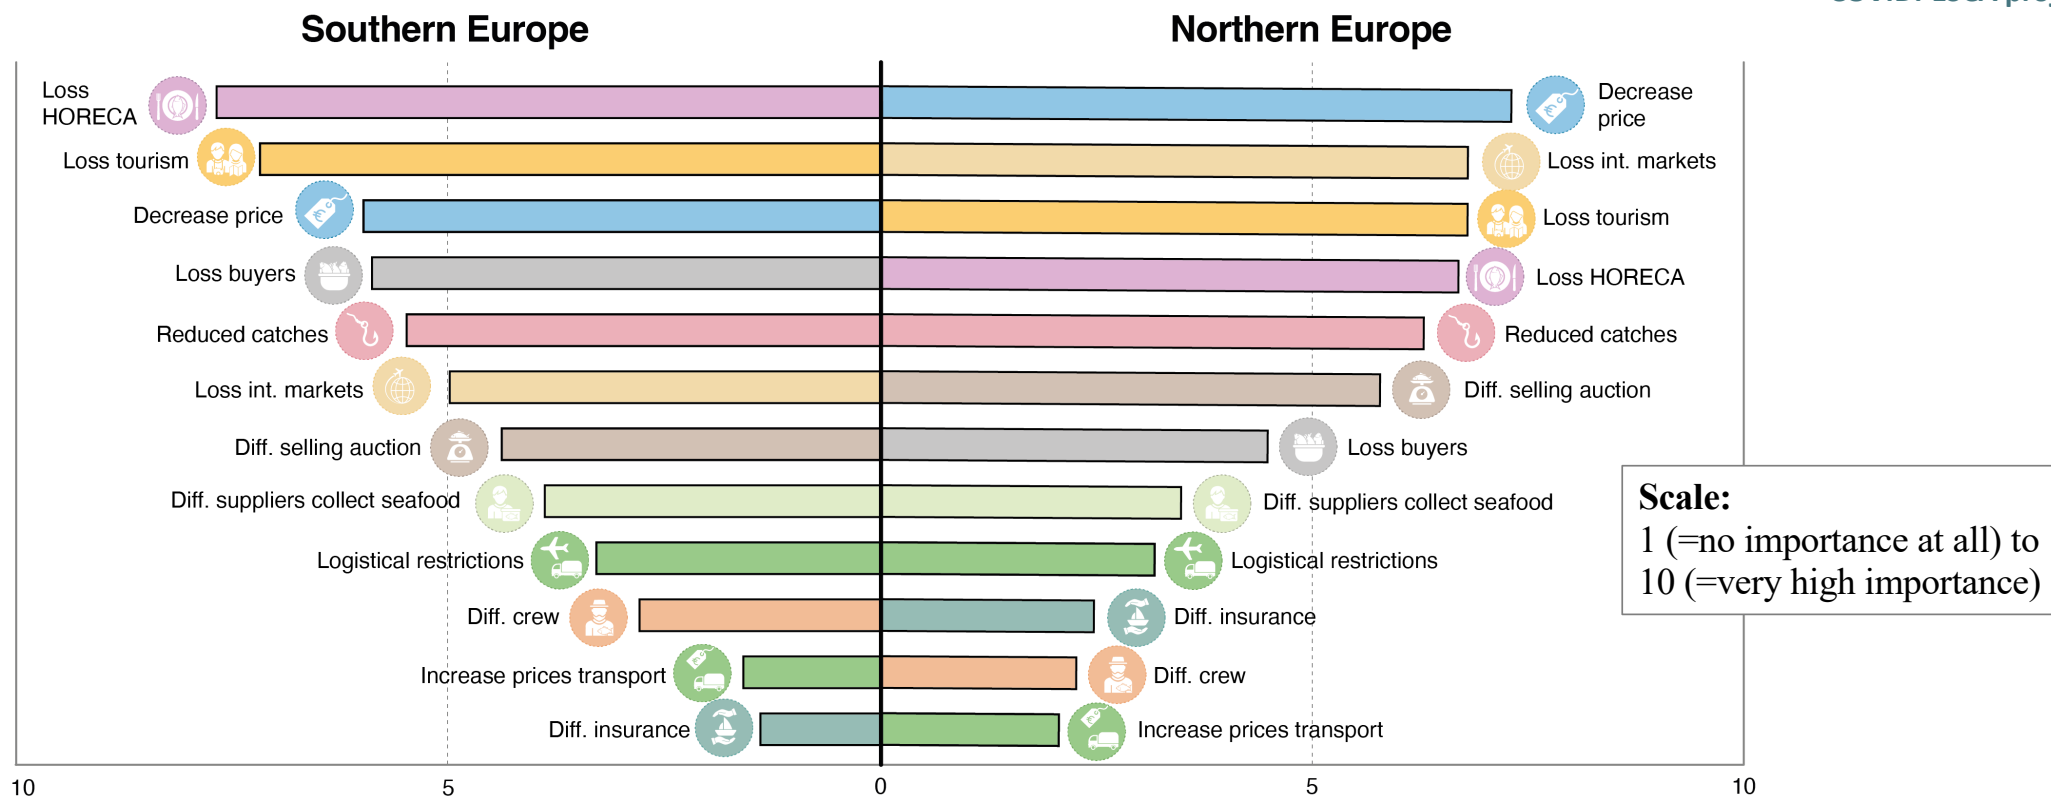 Southern Europe
Northern Europe
Loss
HORECA
Decrease
price
Loss tourism
Loss int. markets
Decrease price
Loss tourism
Loss buyers
Loss HORECA
Reduced catches
Reduced catches
Loss int. markets
Diff. selling auction
Diff. selling auction
Loss buyers
Diff. suppliers collect seafood
Diff. suppliers collect seafood
Logistical restrictions
Logistical restrictions
Diff. crew
Diff. insurance
Increase prices transport
Diff. crew
Diff. insurance
Increase prices transport
Scale:
1 (=no importance at all) to
10 (=very high importance)
10
5
0
5
10